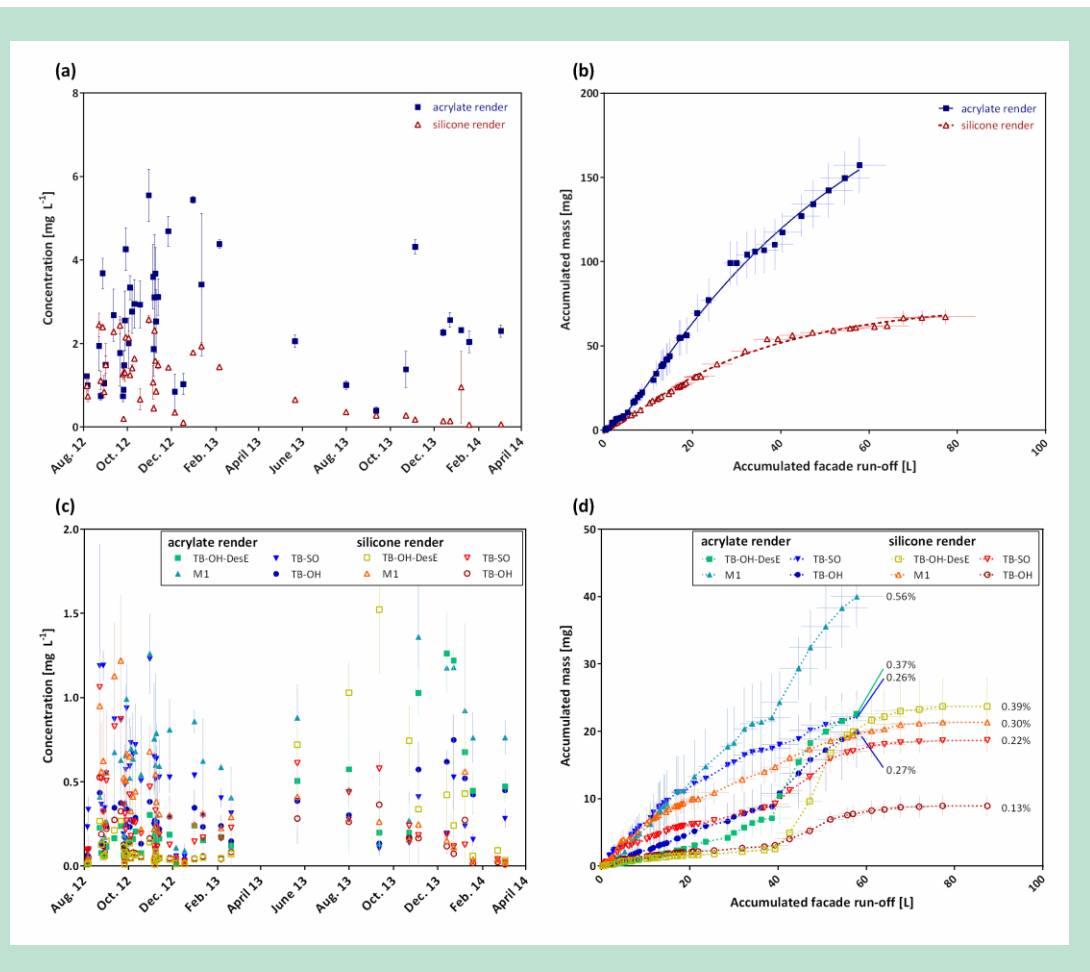 (a)
8
6
4
2
0
Concentration [mg L-1]
acrylate render
silicone render
Aug. 12
Oct. 12
Dec. 12
Feb. 13
April 13
June 13
Aug. 13
Oct. 13
Dec. 13
Feb. 14
April 14
(b)
200
150
100
50
0
Accumulated mass [mg]
acrylate render
silicone render
0
20
40
60
80
100
Accumulated facade run-off [L]
(c)
2.0
1.5
1.0
0.5
0.0
Concentration [mg L-1]
acrylate render silicone render
TB-OH-DesE TB-SO TB-OH-DesE TB-SO
M1 TB-OH M1 TB-OH
Aug. 12
Oct. 12
Dec. 12
Feb. 13
April 13
June 13
Aug. 13
Oct. 13
Dec. 13
Feb. 14
April 14
(d)
50
40
30
20
10
0
Accumulated mass [mg]
acrylate render silicone render
TB-OH-DesE TB-SO TB-OH-DesE TB-SO
M1 TB-OH M1 TB-OH
0.56%
0.37%
0.26%
0.39%
0.30%
0.22%
0.27%
0.13%
0
20
40
60
80
100
Accumulated facade run-off [L]